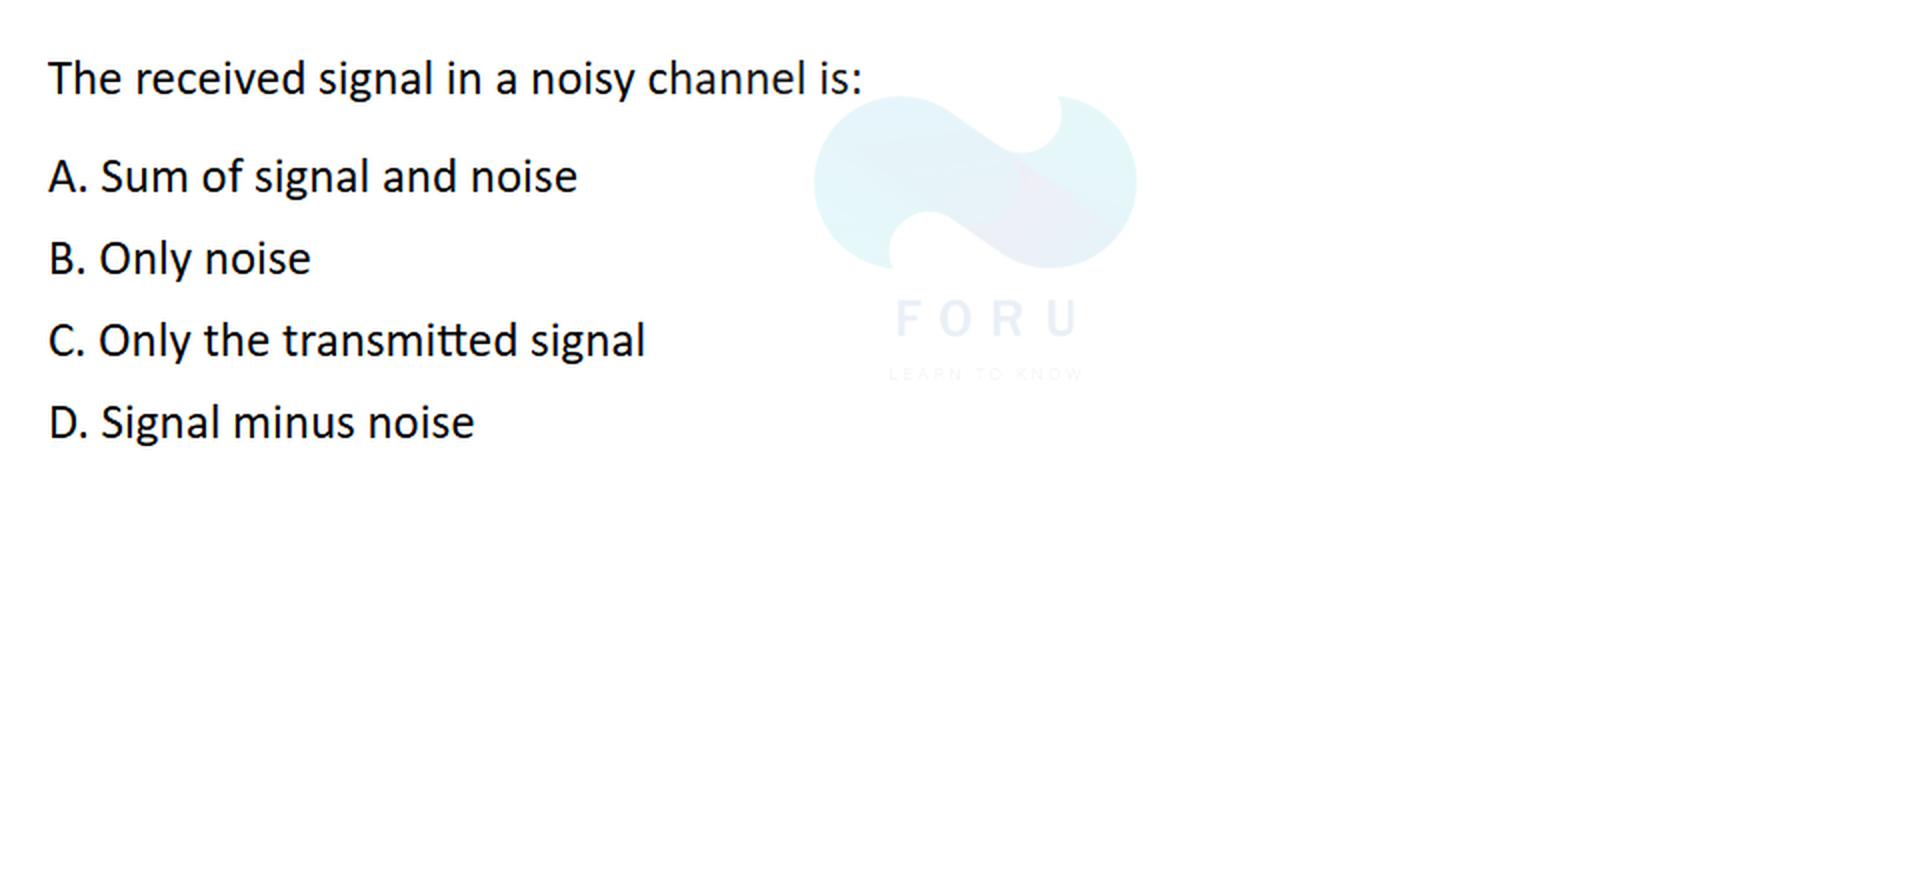 The received signal in a noisy channel is:
A. Sum of signal and noise
B. Only noise
C. Only the transmitted signal
D. Signal minus noise
FORU
LEARN TO KNOW